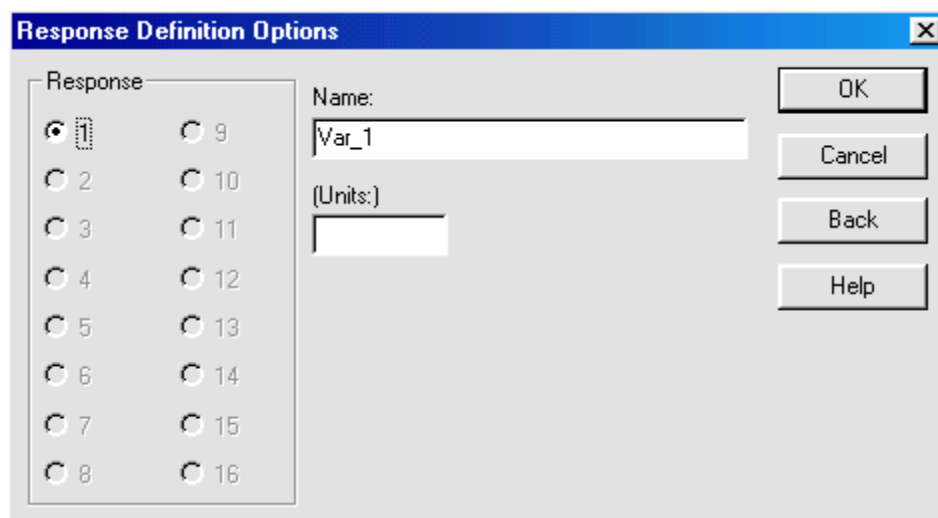 Response Definition Options
Response
1
2
3
4
5
6
7
8
9
10
11
12
13
14
15
16
Name:
Var_1
(Units:)
OK
Cancel
Back
Help